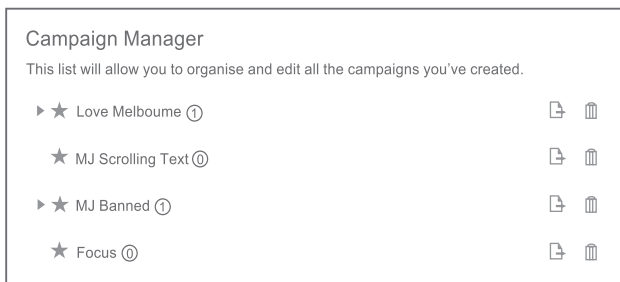 Campaign Manager
This list will allow you to organise and edit all the campaigns you've created.
Love Melboume 1
MJ Scrolling Text 0
MJ Banned 1
Focus 0